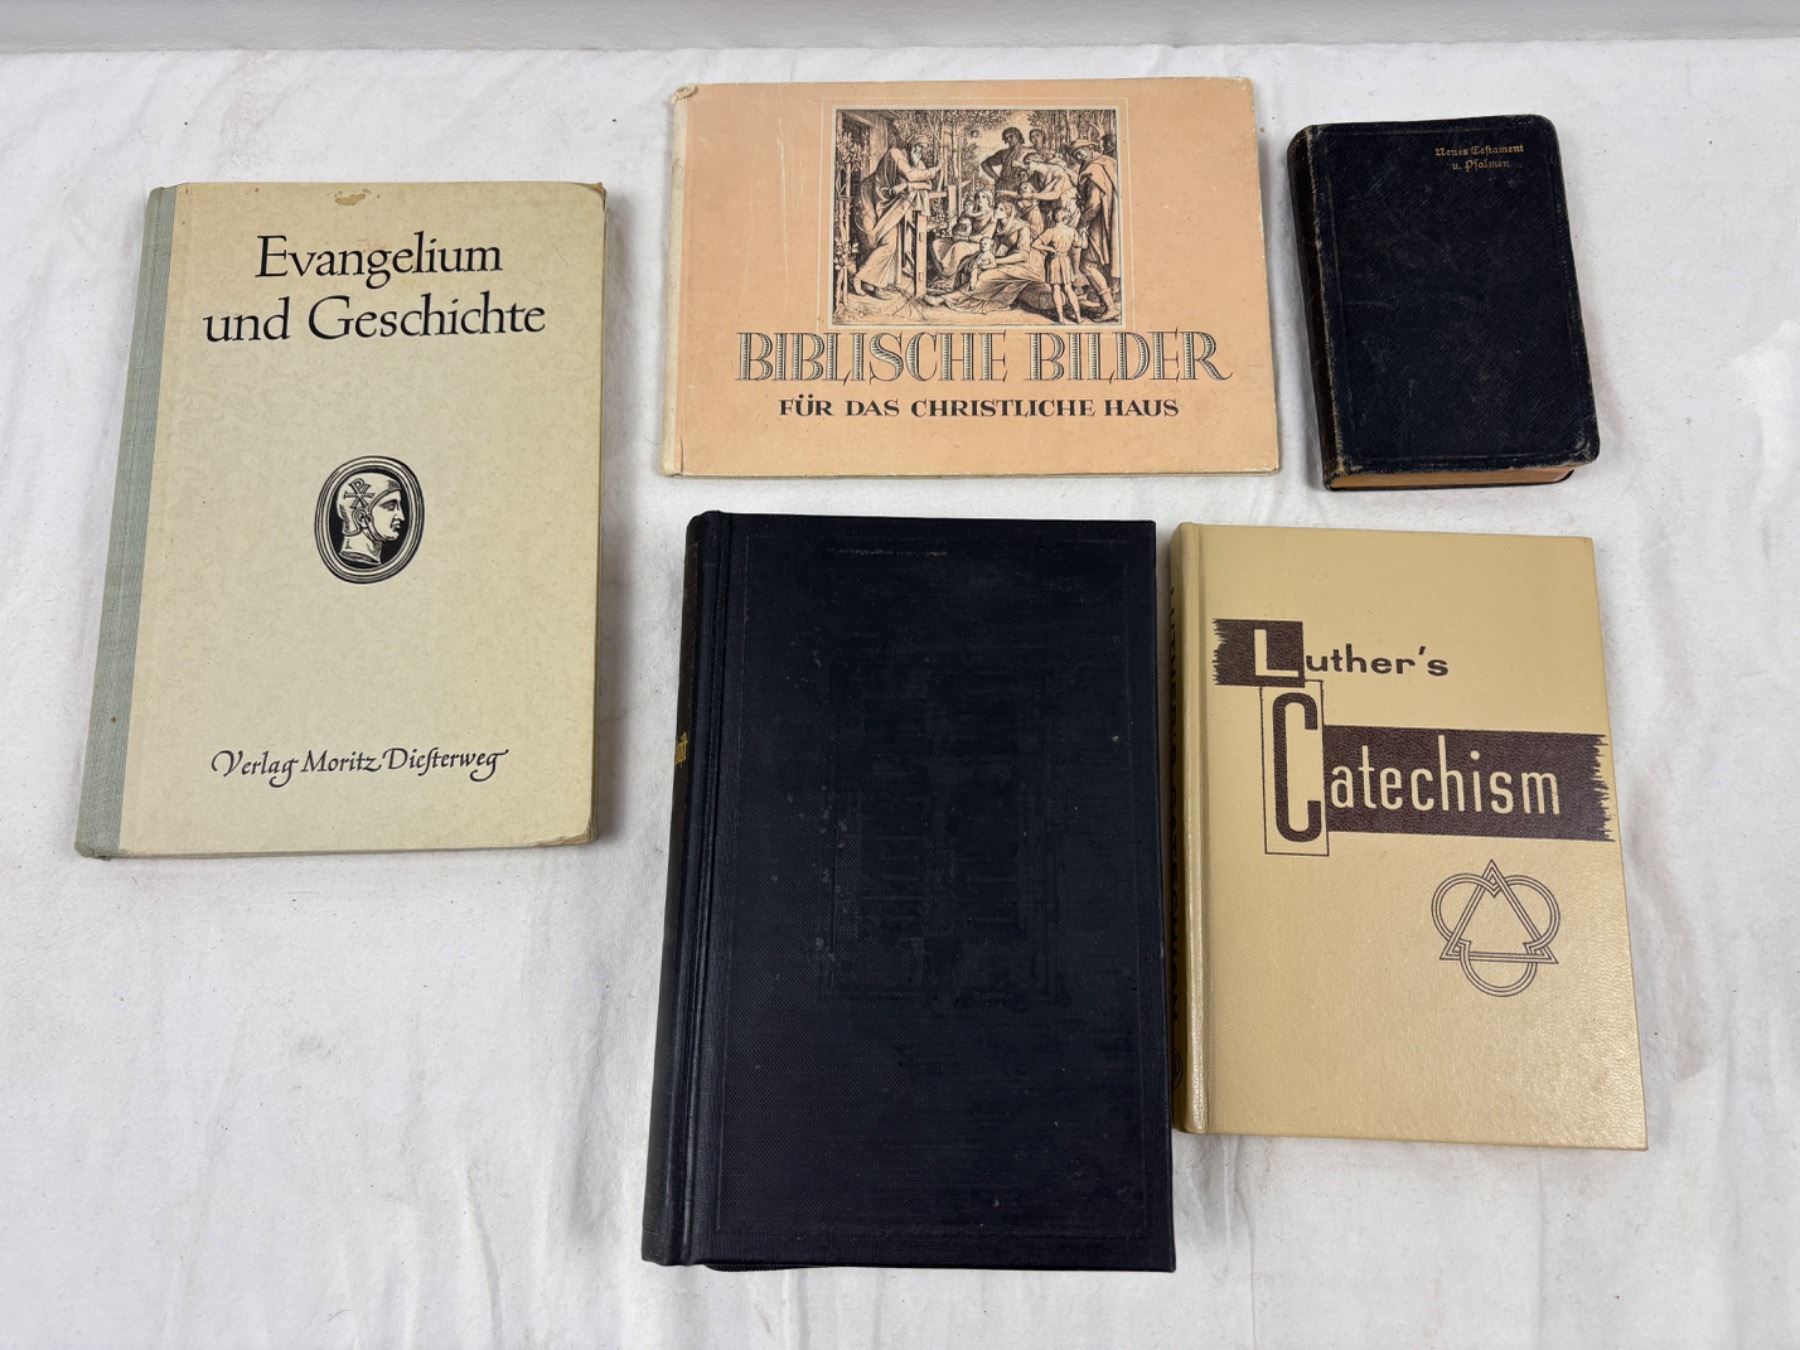 Evangelium
und Geschichte
Verlag Moritz Diesterweg
BIBLISCHE BILDER
FÜR DAS CHRISTLICHE HAUS
Neues Testament
u. Psalmen
Luther's
Catechism